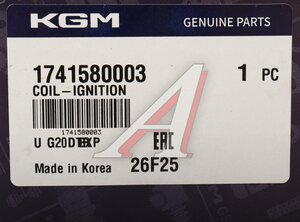 KGM
GENUINE PARTS
1741580003
1 PC
COIL-IGNITION
1741580003
U G20DTEXP
EAC
Made in Korea
26F25